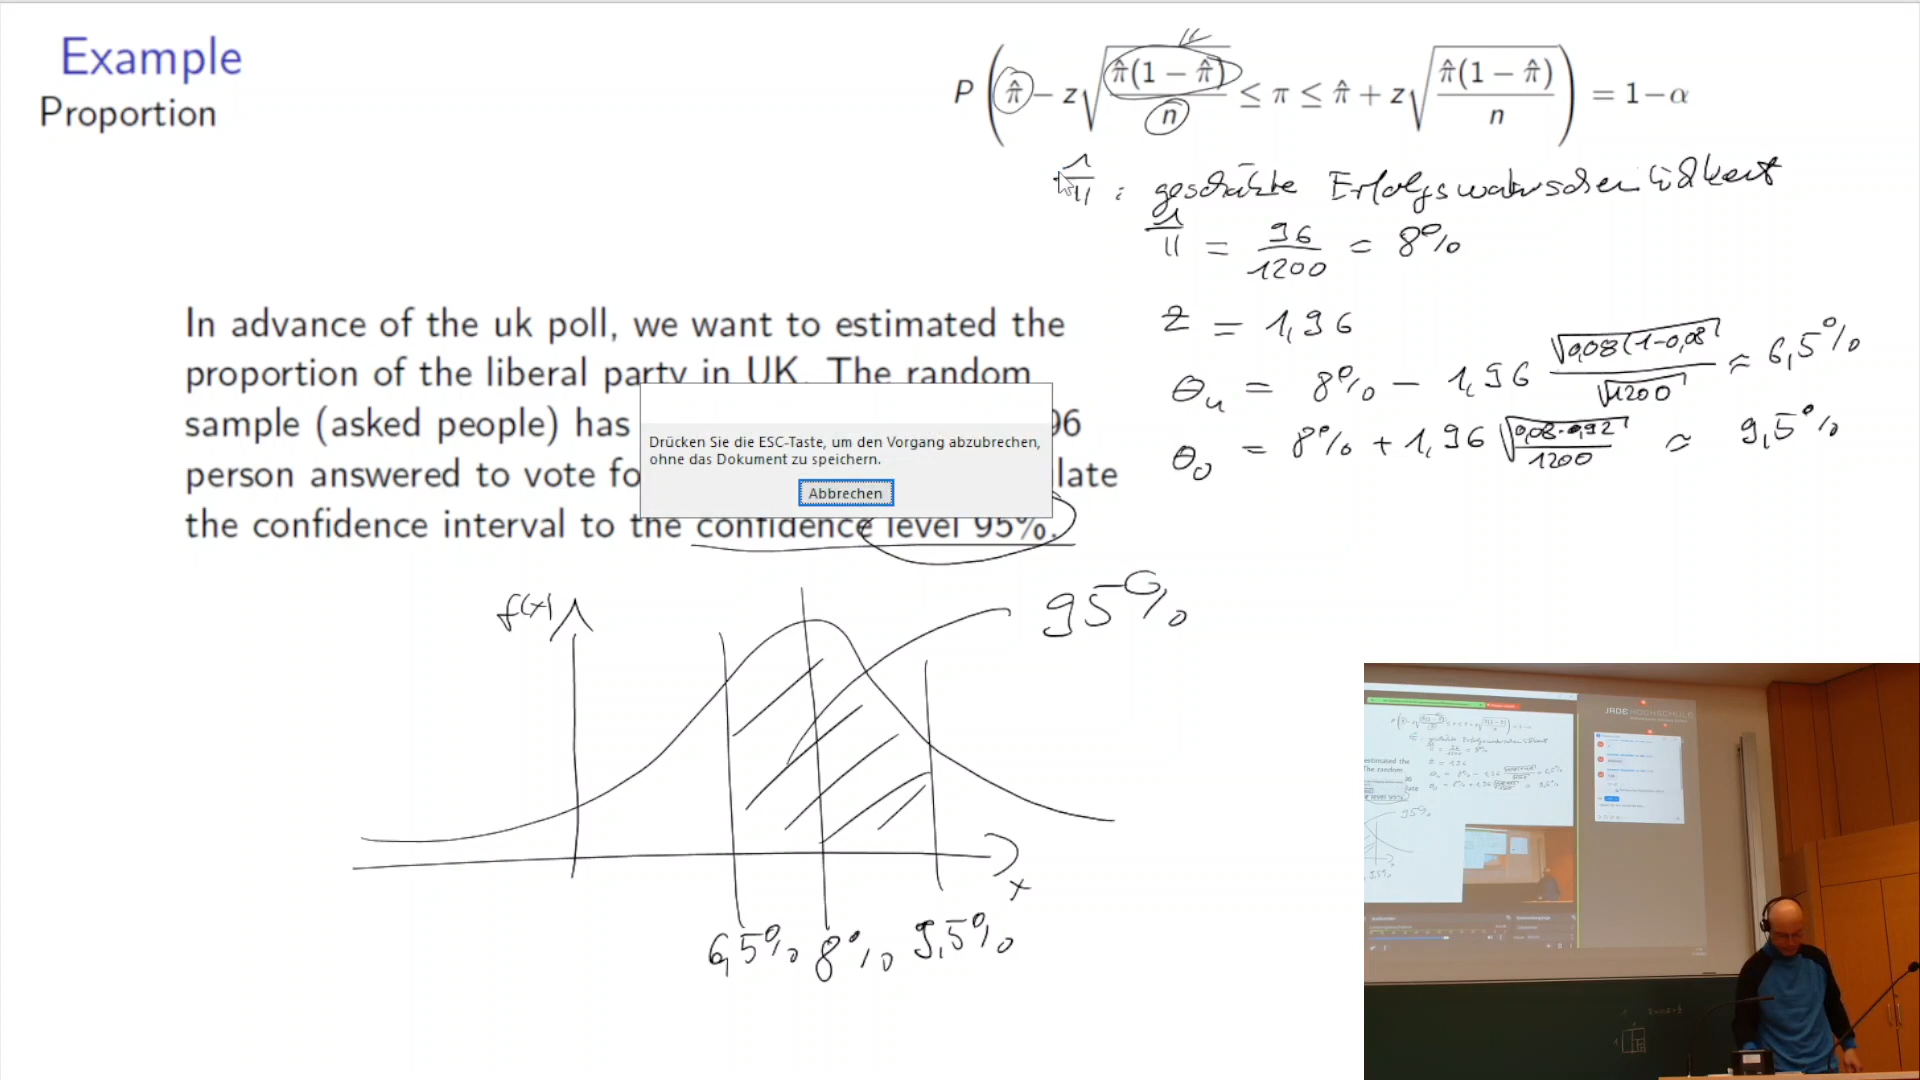 Example
Proportion
P ( π̂ − z √( π̂(1 − π̂) / n ) ≤ π ≤ π̂ + z √( π̂(1 − π̂) / n ) ) = 1−α
π̂ : geschätzte Erfolgswahrscheinlichkeit
π̂ = 96/1200 = 8%
z = 1,96
θu = 8% − 1,96 √(0,08(1−0,08)) / √1200 ≈ 6,5%
θo = 8% + 1,96 √(0,08·0,92 / 1200) ≈ 9,5%
In advance of the uk poll, we want to estimated the
proportion of the liberal party in UK. The random
sample (asked people) has 96
person answered to vote fo late
the confidence interval to the confidence level 95%.
Drücken Sie die ESC-Taste, um den Vorgang abzubrechen,
ohne das Dokument zu speichern.
Abbrechen
f(x)
95%
x
6,5% 8% 9,5%
JADE HOCHSCHULE